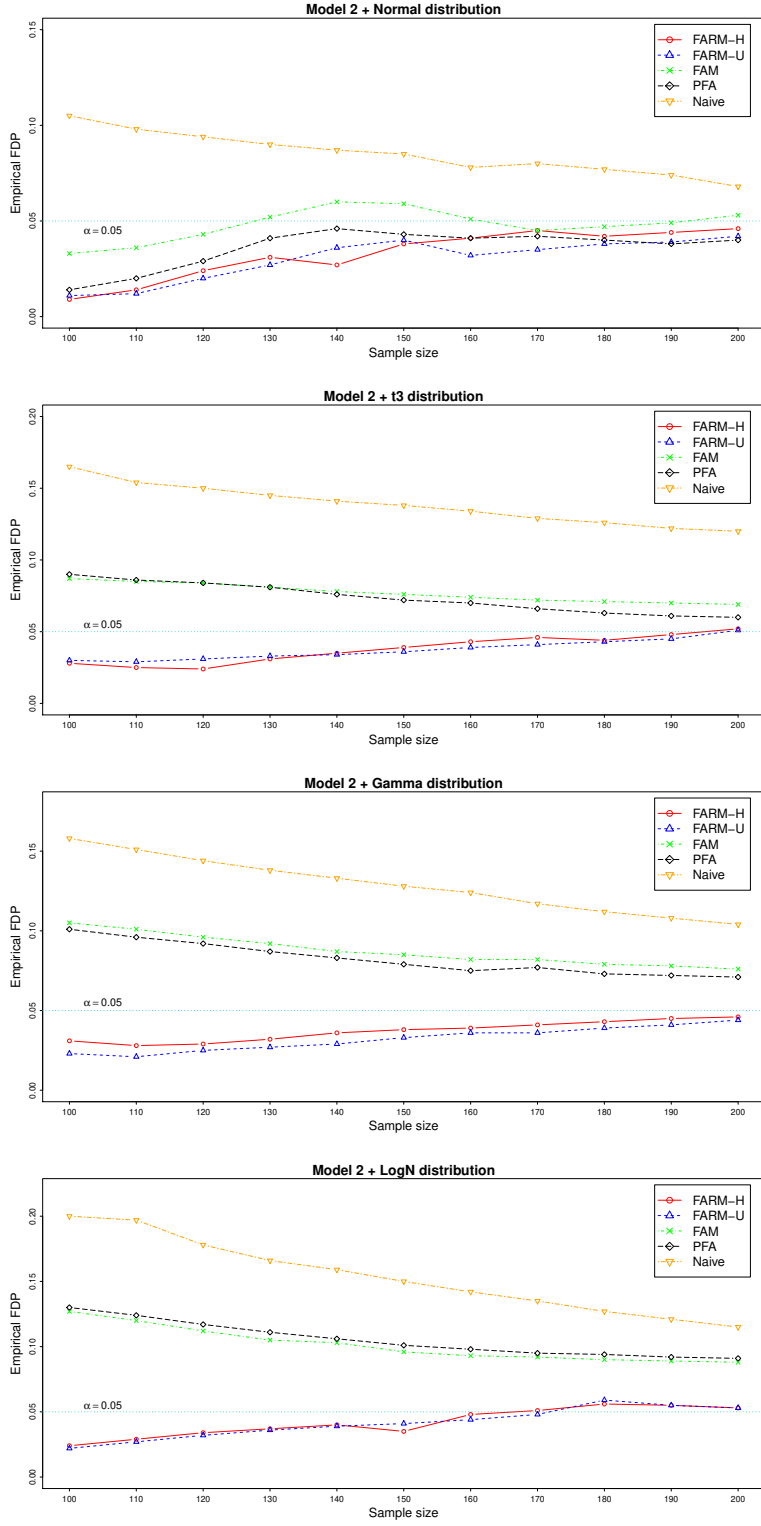 Model 2 + Normal distribution
Empirical FDP
0.15
0.10
0.05
0.00
α = 0.05
FARM−H
FARM−U
FAM
PFA
Naive
100 110 120 130 140 150 160 170 180 190 200
Sample size
Model 2 + t3 distribution
Empirical FDP
0.20
0.15
0.10
0.05
0.00
α = 0.05
FARM−H
FARM−U
FAM
PFA
Naive
100 110 120 130 140 150 160 170 180 190 200
Sample size
Model 2 + Gamma distribution
Empirical FDP
0.15
0.10
0.05
0.00
α = 0.05
FARM−H
FARM−U
FAM
PFA
Naive
100 110 120 130 140 150 160 170 180 190 200
Sample size
Model 2 + LogN distribution
Empirical FDP
0.20
0.15
0.10
0.05
0.00
α = 0.05
FARM−H
FARM−U
FAM
PFA
Naive
100 110 120 130 140 150 160 170 180 190 200
Sample size